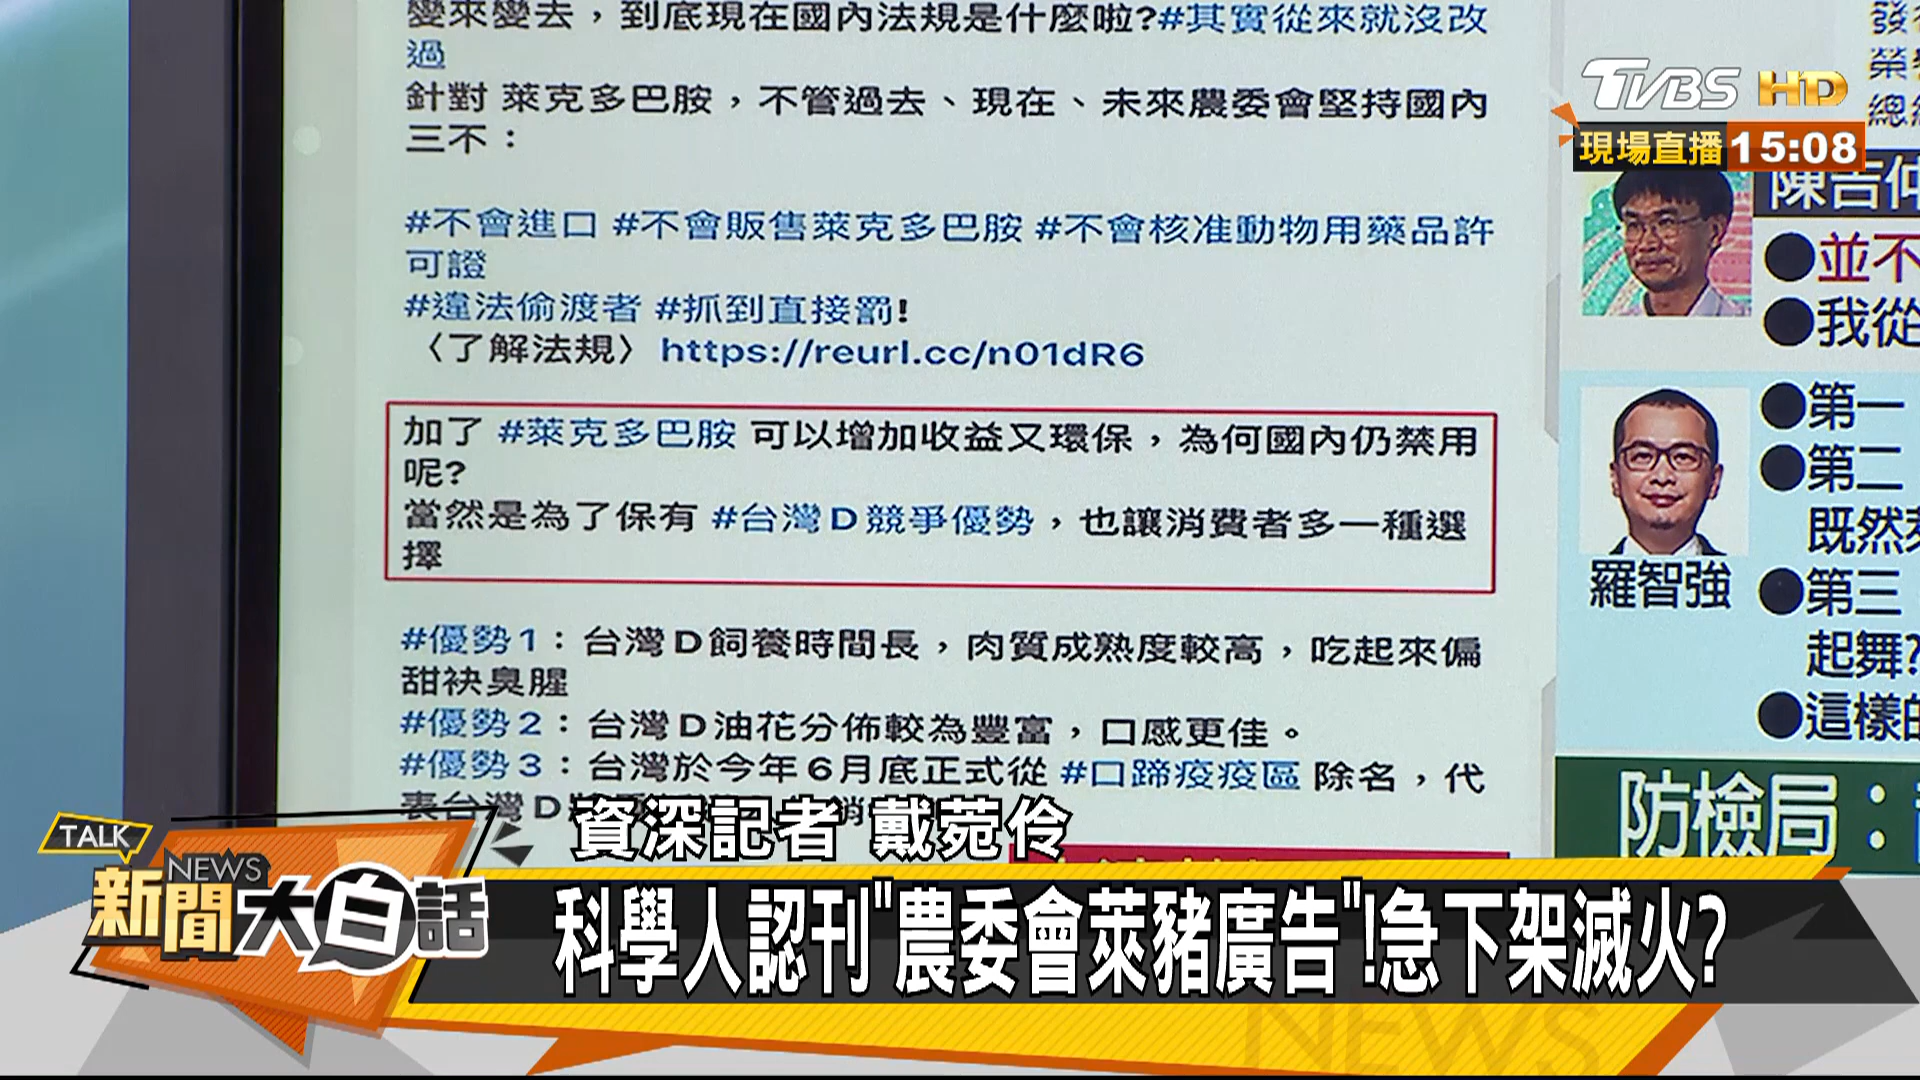 變來變去，到底現在國內法規是什麼啦?#其實從來就沒改
過
針對 萊克多巴胺，不管過去、現在、未來農委會堅持國內
三不：
#不會進口 #不會販售萊克多巴胺 #不會核准動物用藥品許
可證
#違法偷渡者 #抓到直接罰!
〈了解法規〉 https://reurl.cc/n01dR6
加了 #萊克多巴胺 可以增加收益又環保，為何國內仍禁用
呢?
當然是為了保有 #台灣D競爭優勢，也讓消費者多一種選
擇
#優勢1：台灣D飼養時間長，肉質成熟度較高，吃起來偏
甜袂臭腥
#優勢2：台灣D油花分佈較為豐富，口感更佳。
#優勢3：台灣於今年6月底正式從 #口蹄疫疫區 除名，代
表台灣D
TVBS HD
現場直播 15:08
陳吉仲
●並不
●我從
●第一
●第二
既然
羅智強
●第三
起舞?
●這樣的
防檢局：
資深記者 戴菀伶
TALK
NEWS
新聞大白話
科學人認刊"農委會萊豬廣告"!急下架滅火?
NEWS